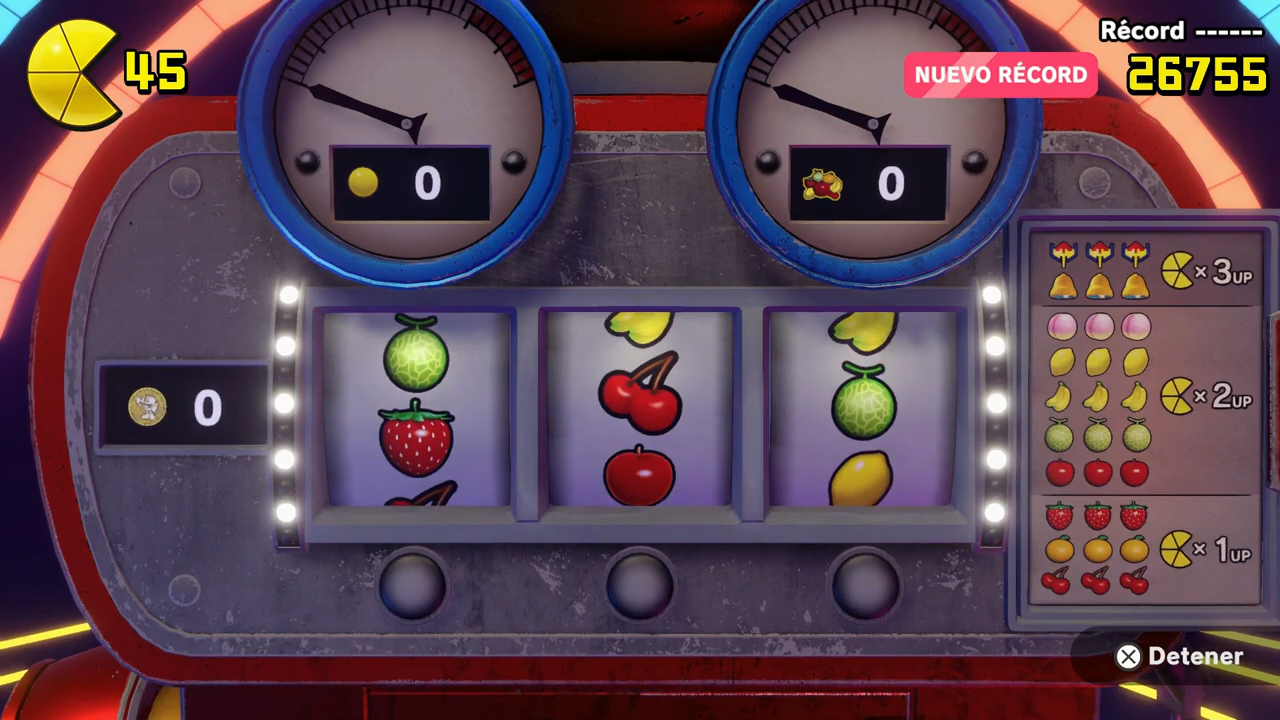 45
Récord ------
NUEVO RÉCORD
26755
0
0
0
× 3UP
× 2UP
× 1UP
Detener